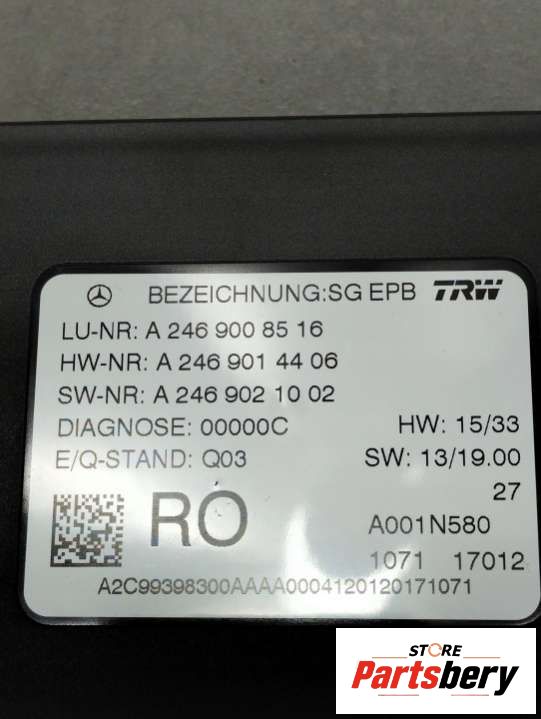 BEZEICHNUNG:SG EPB TRW
LU-NR: A 246 900 85 16
HW-NR: A 246 901 44 06
SW-NR: A 246 902 10 02
DIAGNOSE: 00000C HW: 15/33
E/Q-STAND: Q03 SW: 13/19.00
27
RO A001N580
1071 17012
A2C99398300AAAA0004120120171071
STORE
Partsbery